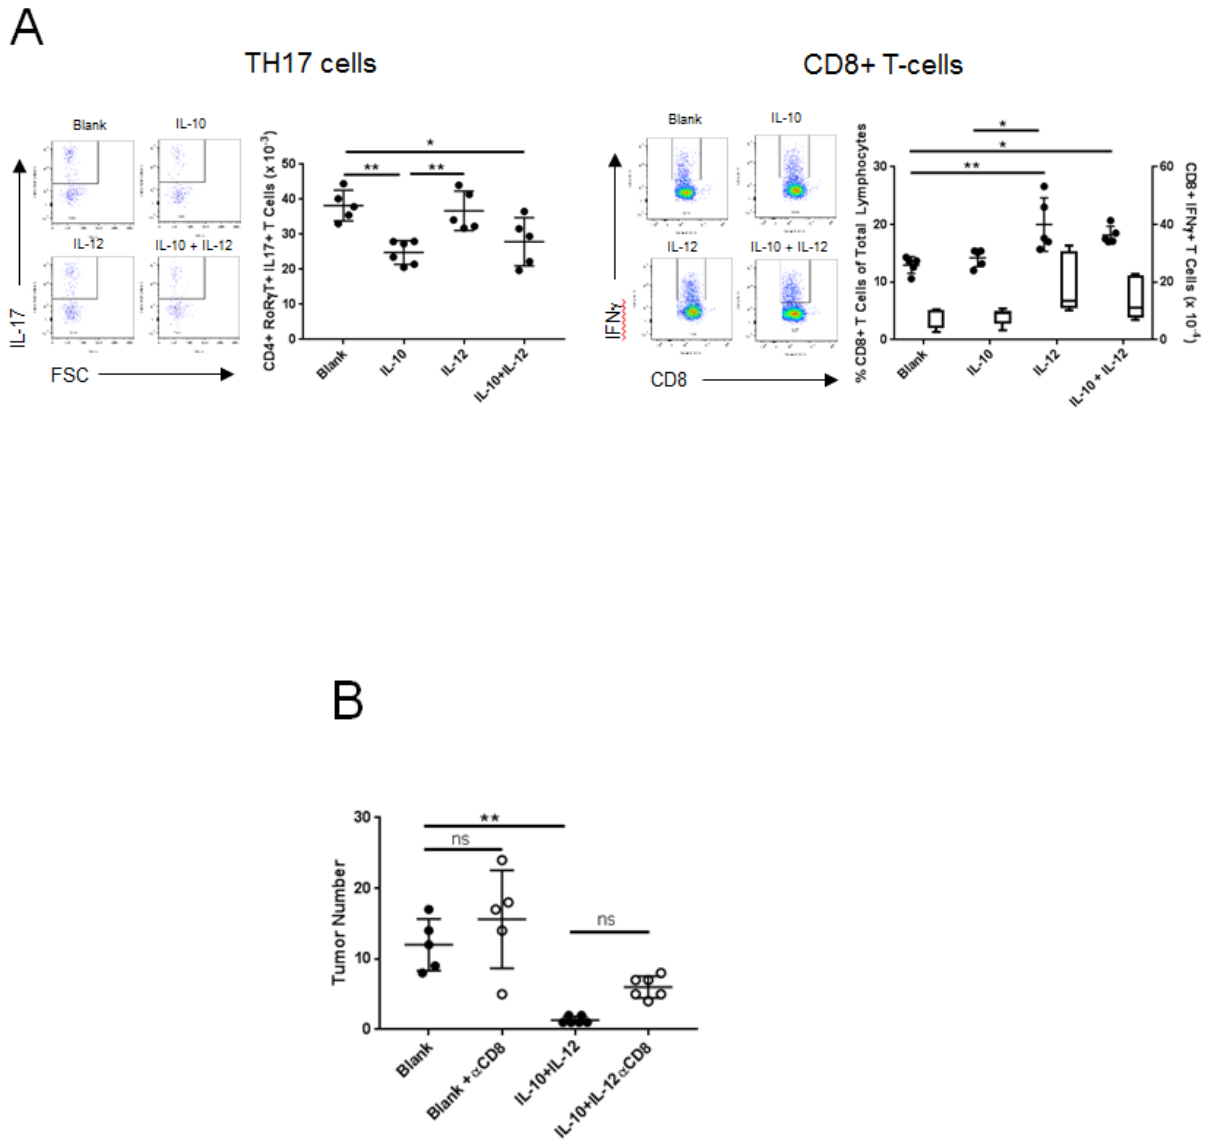 A
TH17 cells
CD8+ T-cells
Blank
IL-10
IL-12
IL-10 + IL-12
IL-17
FSC
CD4+ RoRγT+ IL17+ T Cells (x 10⁻³)
50
40
30
20
10
0
*
**
**
Blank
IL-10
IL-12
IL-10+IL-12
Blank
IL-10
IL-12
IL-10 + IL-12
IFNγ
CD8
% CD8+ T Cells of Total Lymphocytes
30
20
10
0
*
*
**
60
40
20
0
CD8+ IFNγ+ T Cells (x 10⁻⁴)
Blank
IL-10
IL-12
IL-10 + IL-12
B
Tumor Number
30
20
10
0
**
ns
ns
Blank
Blank +αCD8
IL-10+IL-12
IL-10+IL-12αCD8